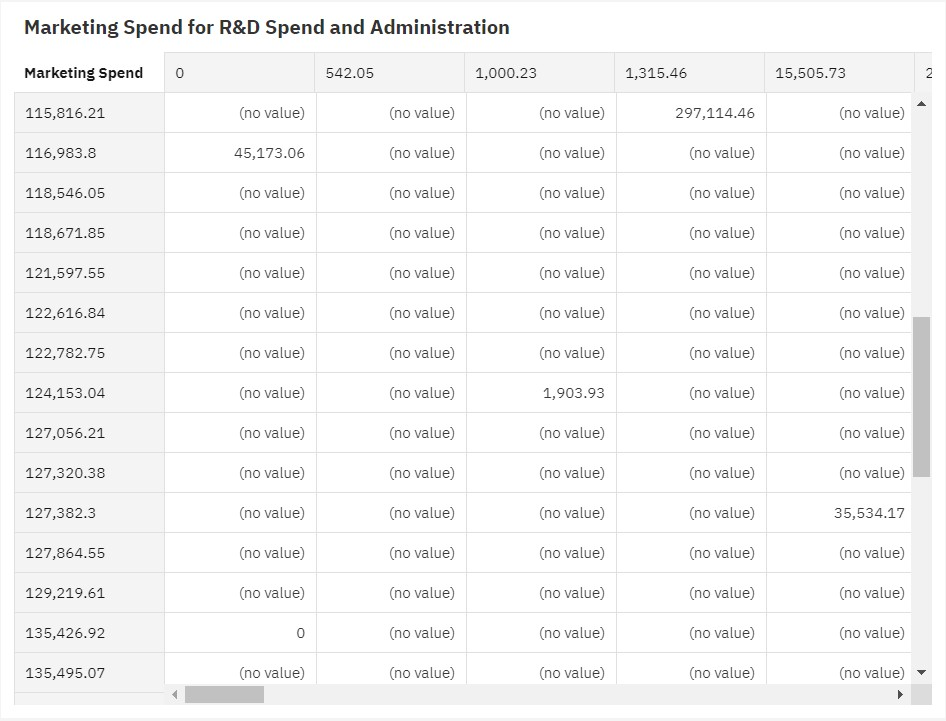 Marketing Spend for R&D Spend and Administration
Marketing Spend 0 542.05 1,000.23 1,315.46 15,505.73 2
115,816.21 (no value) (no value) (no value) 297,114.46 (no value)
116,983.8 45,173.06 (no value) (no value) (no value) (no value)
118,546.05 (no value) (no value) (no value) (no value) (no value)
118,671.85 (no value) (no value) (no value) (no value) (no value)
121,597.55 (no value) (no value) (no value) (no value) (no value)
122,616.84 (no value) (no value) (no value) (no value) (no value)
122,782.75 (no value) (no value) (no value) (no value) (no value)
124,153.04 (no value) (no value) 1,903.93 (no value) (no value)
127,056.21 (no value) (no value) (no value) (no value) (no value)
127,320.38 (no value) (no value) (no value) (no value) (no value)
127,382.3 (no value) (no value) (no value) (no value) 35,534.17
127,864.55 (no value) (no value) (no value) (no value) (no value)
129,219.61 (no value) (no value) (no value) (no value) (no value)
135,426.92 0 (no value) (no value) (no value) (no value)
135,495.07 (no value) (no value) (no value) (no value) (no value)